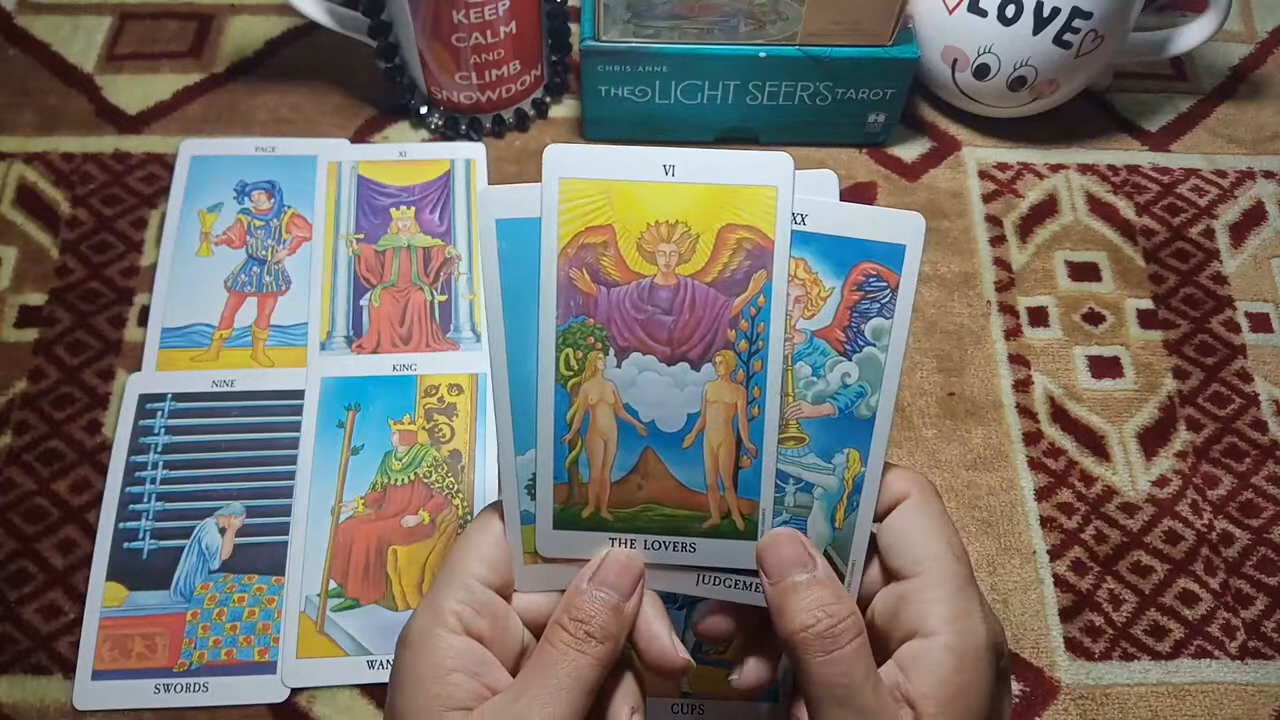 KEEP
CALM
AND
CLIMB
SNOWDON
CHRIS-ANNE
THE LIGHT SEER'S TAROT
LOVE
PAGE
XI
VI
XX
NINE
KING
THE LOVERS
SWORDS
WAN
JUDGEME
CUPS